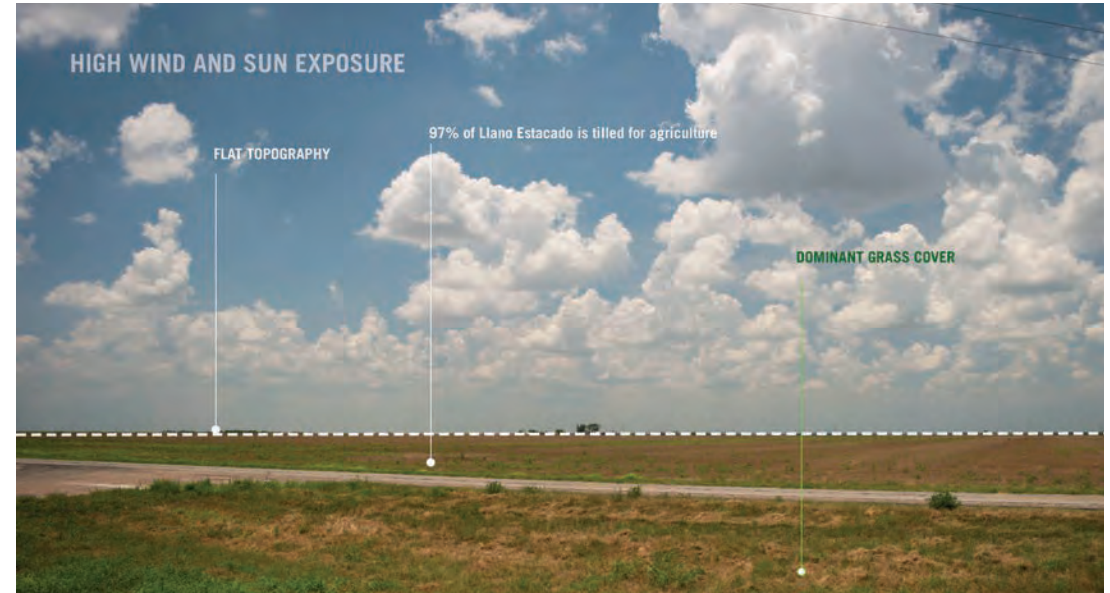 HIGH WIND AND SUN EXPOSURE
97% of Llano Estacado is tilled for agriculture
FLAT TOPOGRAPHY
DOMINANT GRASS COVER